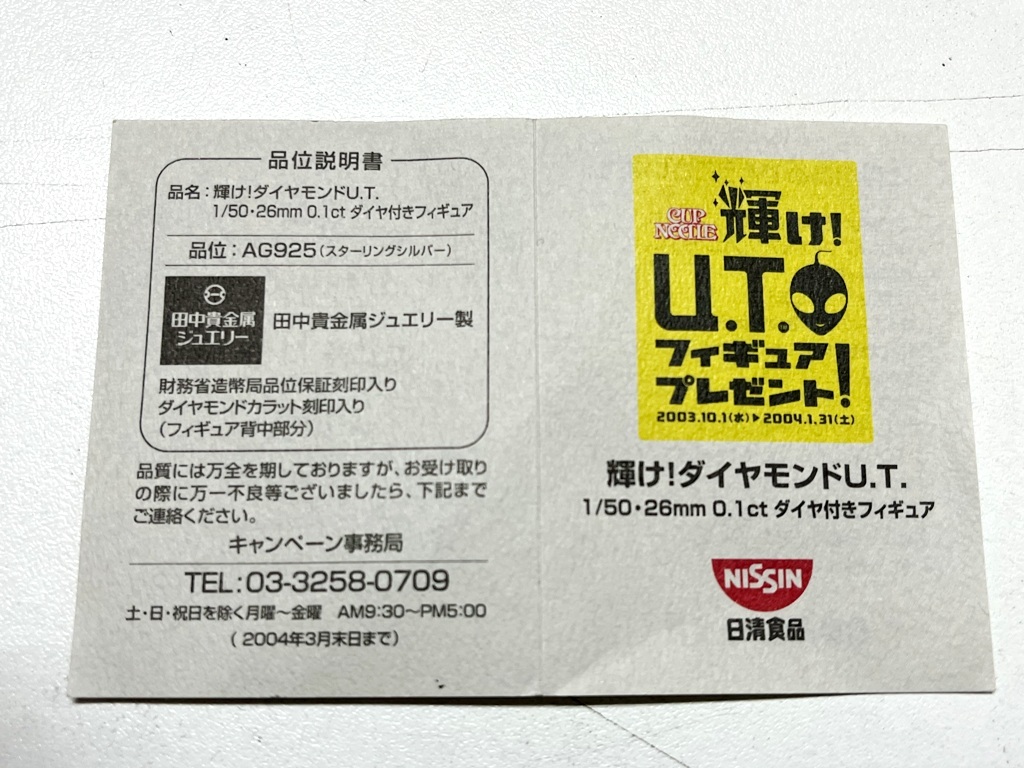 品位説明書
品名：輝け!ダイヤモンドU.T.
1/50・26mm 0.1ct ダイヤ付きフィギュア
品位：AG925（スターリングシルバー）
田中貴金属
ジュエリー
田中貴金属ジュエリー製
財務省造幣局品位保証刻印入り
ダイヤモンドカラット刻印入り
（フィギュア背中部分）
品質には万全を期しておりますが、お受け取り
の際に万一不良等ございましたら、下記まで
ご連絡ください。
キャンペーン事務局
TEL：03-3258-0709
土・日・祝日を除く月曜～金曜 AM9:30～PM5:00
（2004年3月末日まで）
CUP
NOODLE
輝け!
U.T.
フィギュア
プレゼント!
2003.10.1(水)▶2004.1.31(土)
輝け!ダイヤモンドU.T.
1/50・26mm 0.1ct ダイヤ付きフィギュア
NISSIN
日清食品